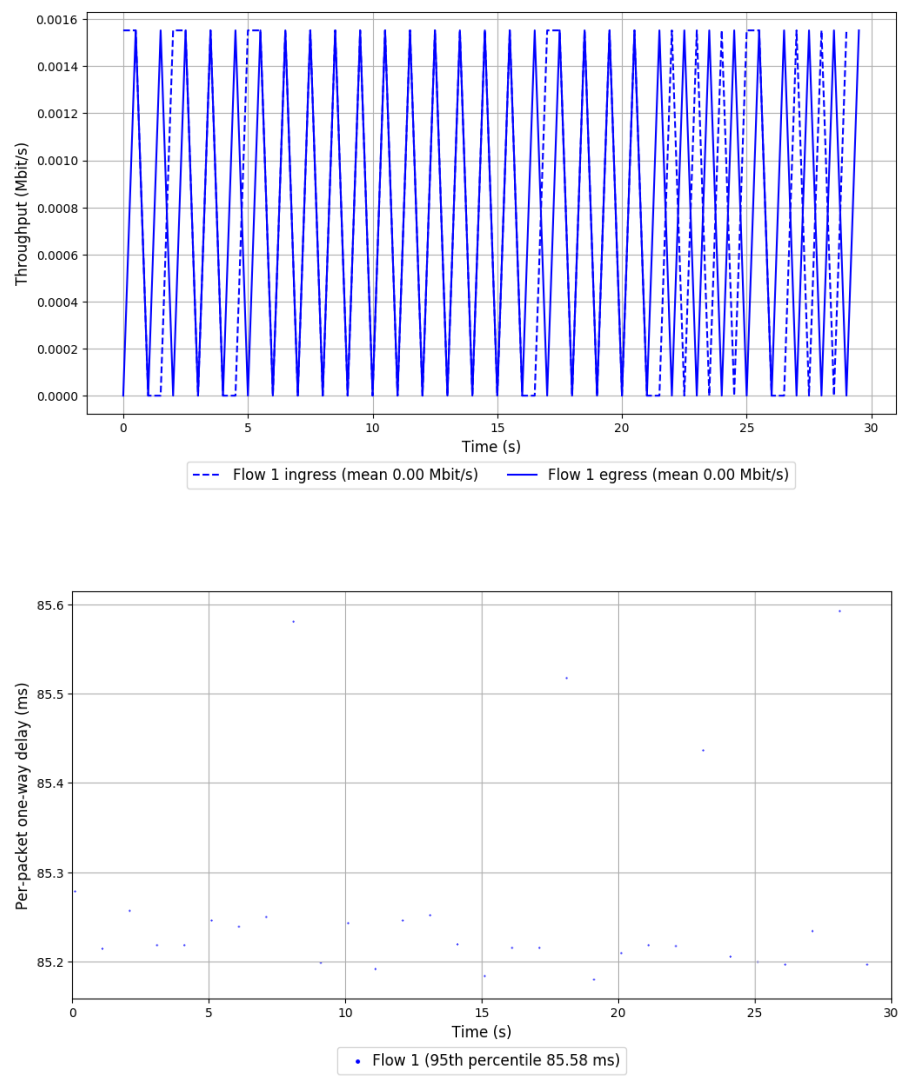 0.0016
0.0014
0.0012
0.0010
0.0008
0.0006
0.0004
0.0002
0.0000
Throughput (Mbit/s)
0 5 10 15 20 25 30
Time (s)
Flow 1 ingress (mean 0.00 Mbit/s) Flow 1 egress (mean 0.00 Mbit/s)
85.6
85.5
85.4
85.3
85.2
Per-packet one-way delay (ms)
0 5 10 15 20 25 30
Time (s)
Flow 1 (95th percentile 85.58 ms)